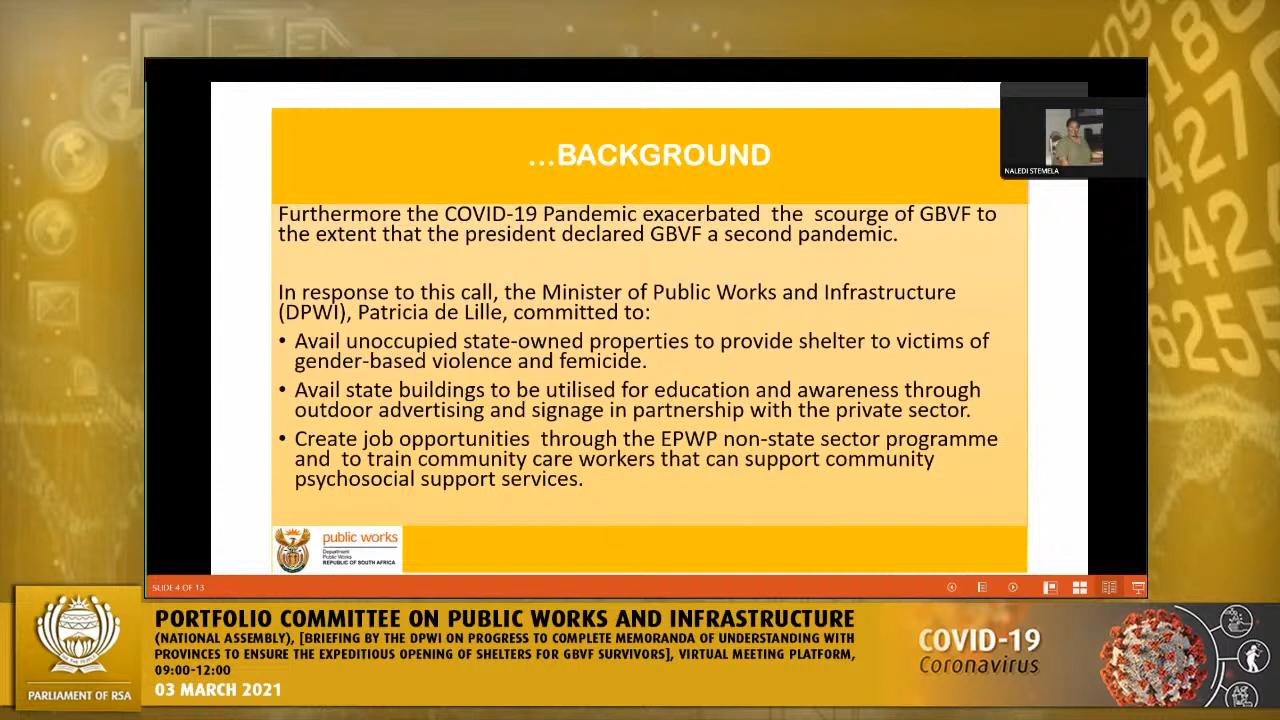 ...BACKGROUND
NALEDI STEMELA
Furthermore the COVID-19 Pandemic exacerbated the scourge of GBVF to
the extent that the president declared GBVF a second pandemic.
In response to this call, the Minister of Public Works and Infrastructure
(DPWI), Patricia de Lille, committed to:
• Avail unoccupied state-owned properties to provide shelter to victims of
gender-based violence and femicide.
• Avail state buildings to be utilised for education and awareness through
outdoor advertising and signage in partnership with the private sector.
• Create job opportunities through the EPWP non-state sector programme
and to train community care workers that can support community
psychosocial support services.
public works
Department
Public Works
REPUBLIC OF SOUTH AFRICA
SLIDE 4 OF 13
PORTFOLIO COMMITTEE ON PUBLIC WORKS AND INFRASTRUCTURE
(NATIONAL ASSEMBLY), [BRIEFING BY THE DPWI ON PROGRESS TO COMPLETE MEMORANDA OF UNDERSTANDING WITH
PROVINCES TO ENSURE THE EXPEDITIOUS OPENING OF SHELTERS FOR GBVF SURVIVORS], VIRTUAL MEETING PLATFORM,
09:00-12:00
03 MARCH 2021
PARLIAMENT OF RSA
COVID-19
Coronavirus